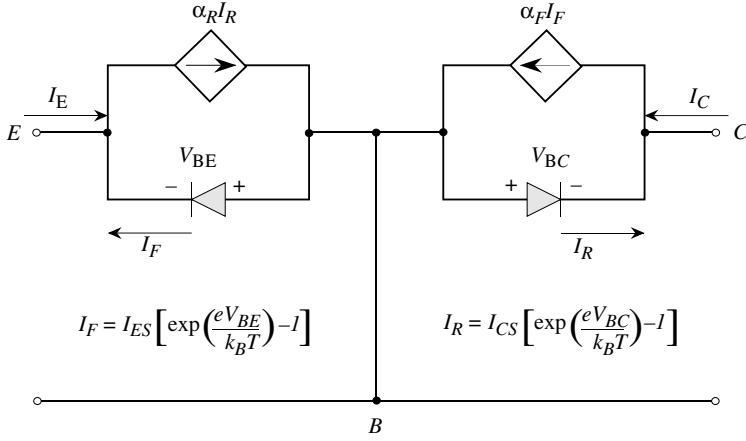 α_R I_R
α_F I_F
I_E
I_C
E
C
V_BE
V_BC
– +
+ –
I_F
I_R
I_F = I_ES [exp(eV_BE / k_B T) –1]
I_R = I_CS [exp(eV_BC / k_B T) –1]
B